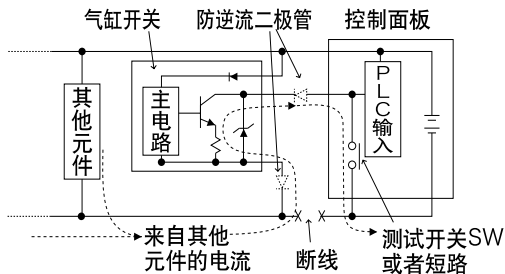 气缸开关
防逆流二极管
控制面板
其他元件
主电路
PLC输入
来自其他
元件的电流
断线
测试开关SW
或者短路